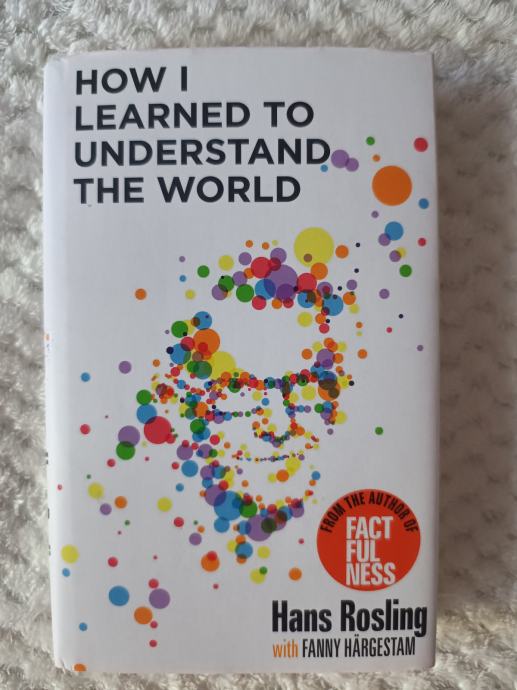 HOW I
LEARNED TO
UNDERSTAND
THE WORLD
FROM THE AUTHOR OF
FACT
FUL
NESS
Hans Rosling
with FANNY HÄRGESTAM